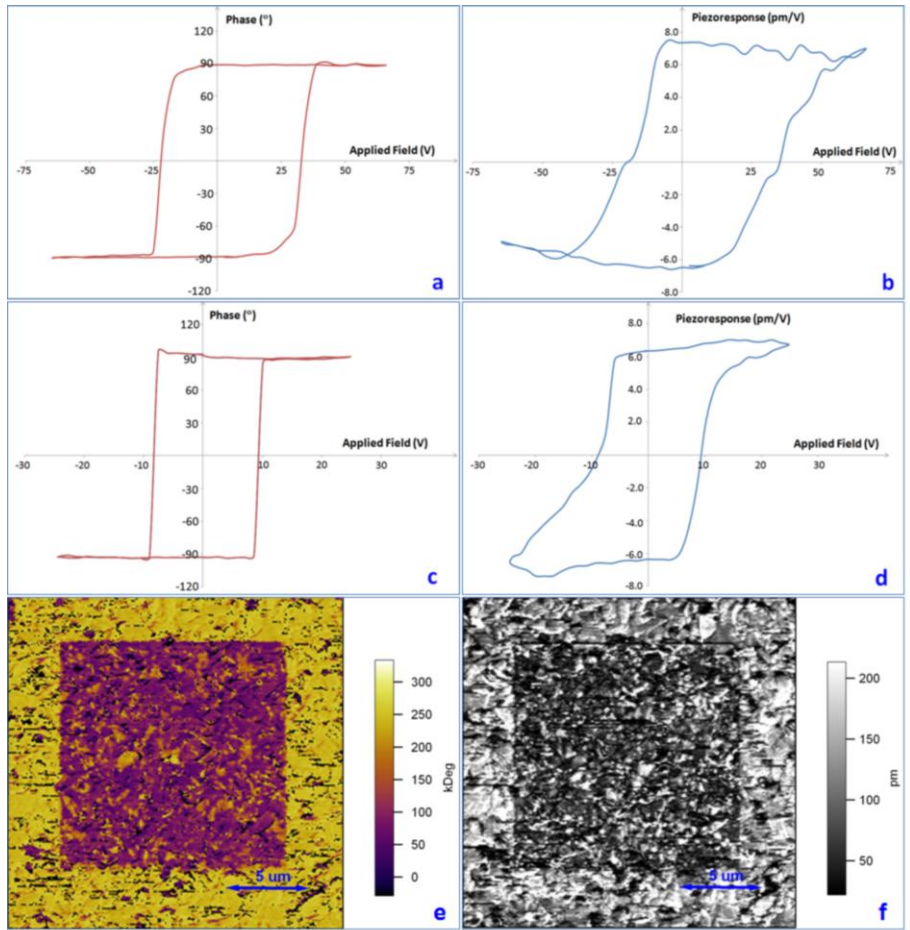 Phase (°)
120
90
60
30
Applied Field (V)
-75 -50 -25 0 25 50 75
-30
-60
-90
-120
a
Piezoresponse (pm/V)
8.0
6.0
4.0
2.0
Applied Field (V)
-75 -50 -25 0 25 50 75
-2.0
-4.0
-6.0
-8.0
b
Phase (°)
120
90
60
30
Applied Field (V)
-30 -20 -10 0 10 20 30
-30
-60
-90
-120
c
Piezoresponse (pm/V)
8.0
6.0
4.0
2.0
Applied Field (V)
-30 -20 -10 0 10 20 30
-2.0
-4.0
-6.0
-8.0
d
300
250
200
150
100
50
0
kDeg
5 um
e
200
100
50
pm
5 um
f